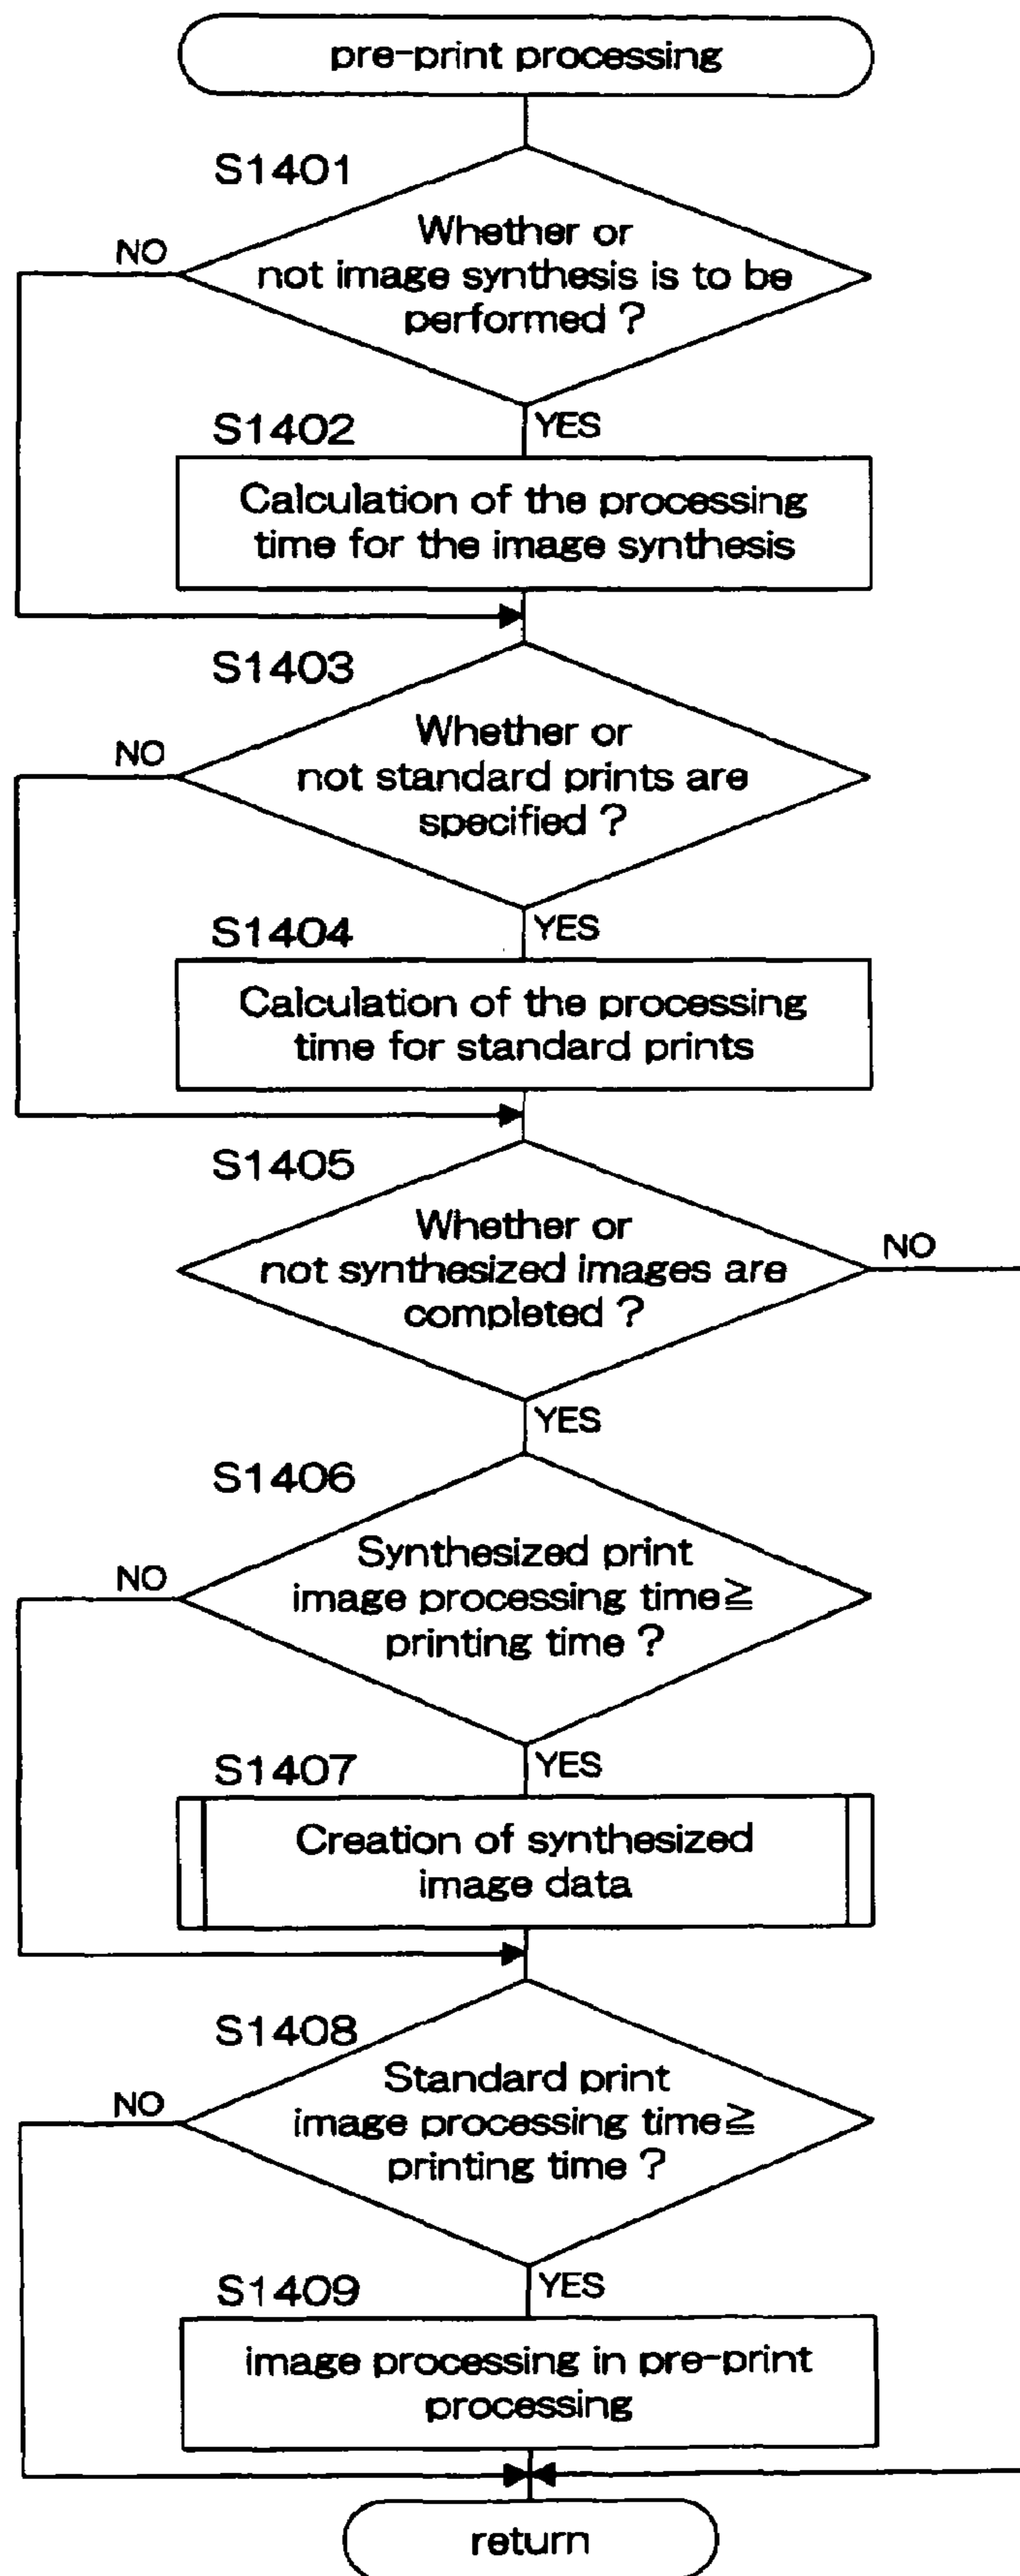 pre-print processing
S1401
Whether or
NO
not image synthesis is to be
performed ?
YES
S1402
Calculation of the processing
time for the image synthesis
S1403
Whether or
NO
not standard prints are
specified ?
YES
S1404
Calculation of the processing
time for standard prints
S1405
Whether or
NO
not synthesized images are
completed ?
YES
S1406
Synthesized print
NO
image processing time≧
printing time ?
YES
S1407
Creation of synthesized
image data
S1408
Standard print
NO
image processing time≧
printing time ?
YES
S1409
image processing in pre-print
processing
return